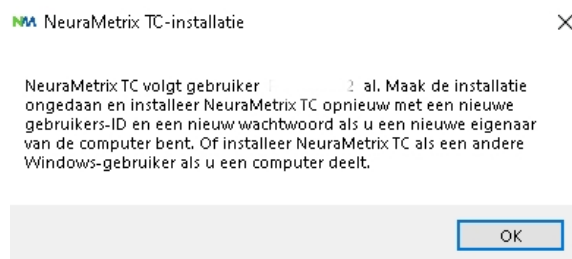 NM NeuraMetrix TC-installatie
NeuraMetrix TC volgt gebruiker 2 al. Maak de installatie
ongedaan en installeer NeuraMetrix TC opnieuw met een nieuwe
gebruikers-ID en een nieuw wachtwoord als u een nieuwe eigenaar
van de computer bent. Of installeer NeuraMetrix TC als een andere
Windows-gebruiker als u een computer deelt.
OK